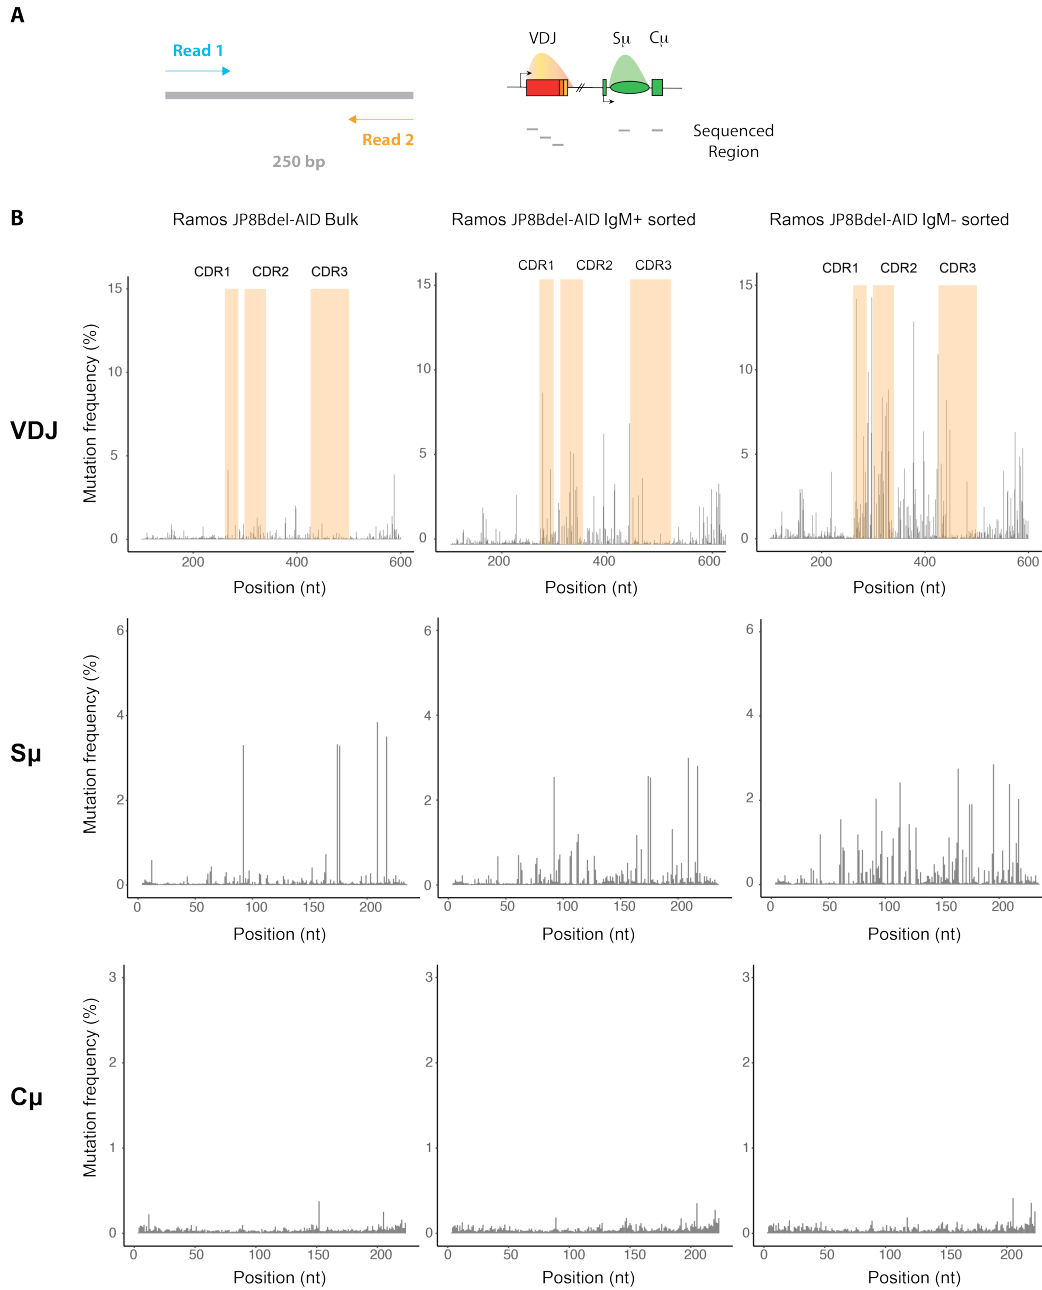 A
Read 1
Read 2
250 bp
VDJ
Sμ
Cμ
Sequenced
Region
B
Ramos JP8Bdel-AID Bulk
Ramos JP8Bdel-AID IgM+ sorted
Ramos JP8Bdel-AID IgM- sorted
VDJ
Mutation frequency (%)
CDR1 CDR2 CDR3
15
10
5
0
200 400 600
Position (nt)
CDR1 CDR2 CDR3
15
10
5
0
200 400 600
Position (nt)
CDR1 CDR2 CDR3
15
10
5
0
200 400 600
Position (nt)
Sμ
Mutation frequency (%)
6
4
2
0
0 50 100 150 200
Position (nt)
6
4
2
0
0 50 100 150 200
Position (nt)
6
4
2
0
0 50 100 150 200
Position (nt)
Cμ
Mutation frequency (%)
3
2
1
0
0 50 100 150 200
Position (nt)
3
2
1
0
0 50 100 150 200
Position (nt)
3
2
1
0
0 50 100 150 200
Position (nt)